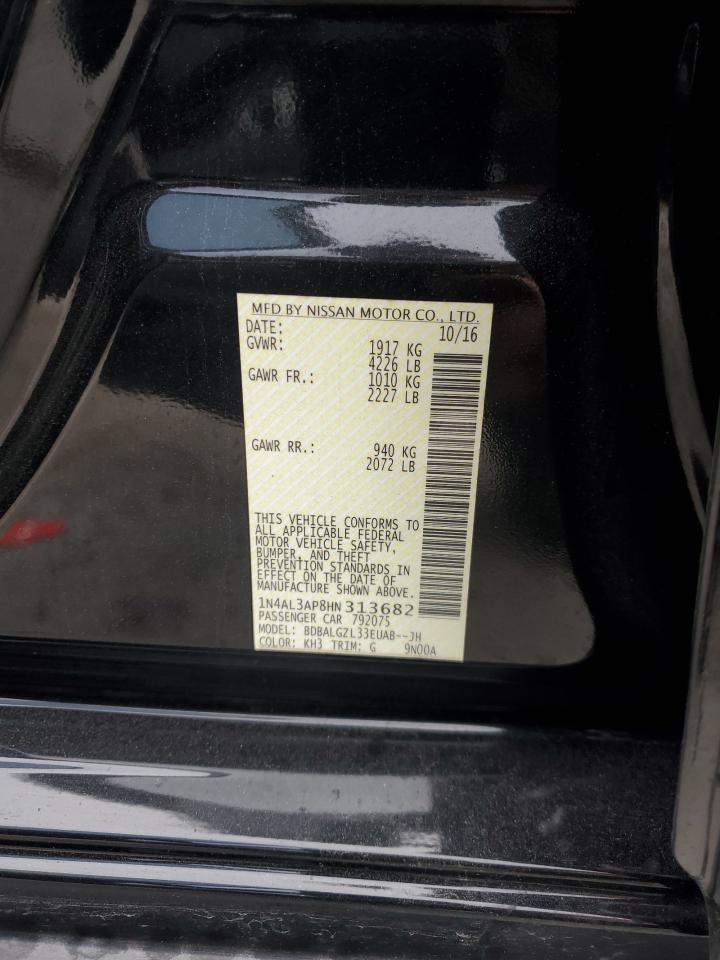 MFD BY NISSAN MOTOR CO., LTD.
DATE: 10/16
GVWR: 1917 KG
4226 LB
GAWR FR.: 1010 KG
2227 LB
GAWR RR.: 940 KG
2072 LB
THIS VEHICLE CONFORMS TO
ALL APPLICABLE FEDERAL
MOTOR VEHICLE SAFETY,
BUMPER, AND THEFT
PREVENTION STANDARDS IN
EFFECT ON THE DATE OF
MANUFACTURE SHOWN ABOVE.
1N4AL3AP8HN313682
PASSENGER CAR 792075
MODEL: BDBALGZL33EUAB--JH
COLOR: KH3 TRIM: G 9N00A